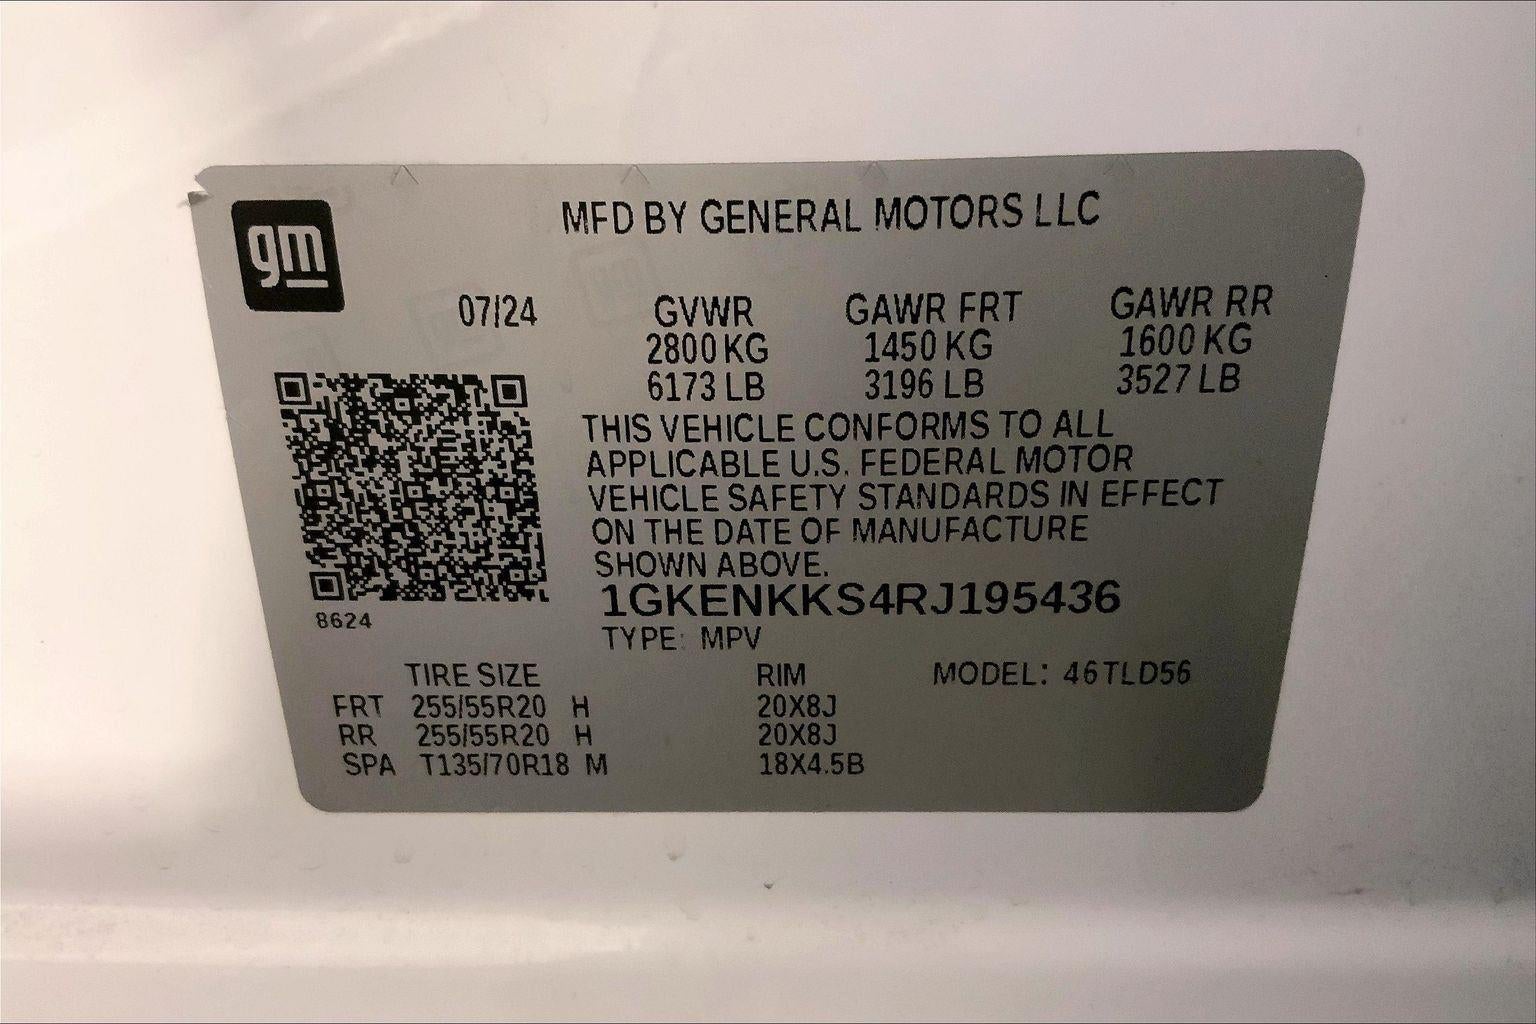 gm
MFD BY GENERAL MOTORS LLC
07/24 GVWR GAWR FRT GAWR RR
2800 KG 1450 KG 1600 KG
6173 LB 3196 LB 3527 LB
THIS VEHICLE CONFORMS TO ALL
APPLICABLE U.S. FEDERAL MOTOR
VEHICLE SAFETY STANDARDS IN EFFECT
ON THE DATE OF MANUFACTURE
SHOWN ABOVE.
1GKENKKS4RJ195436
8624
TYPE: MPV
TIRE SIZE RIM MODEL: 46TLD56
FRT 255/55R20 H 20X8J
RR 255/55R20 H 20X8J
SPA T135/70R18 M 18X4.5B